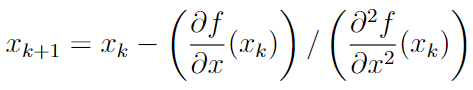 x_{k+1} = x_k - \left( \frac{\partial f}{\partial x}(x_k) \right) / \left( \frac{\partial^2 f}{\partial x^2}(x_k) \right)